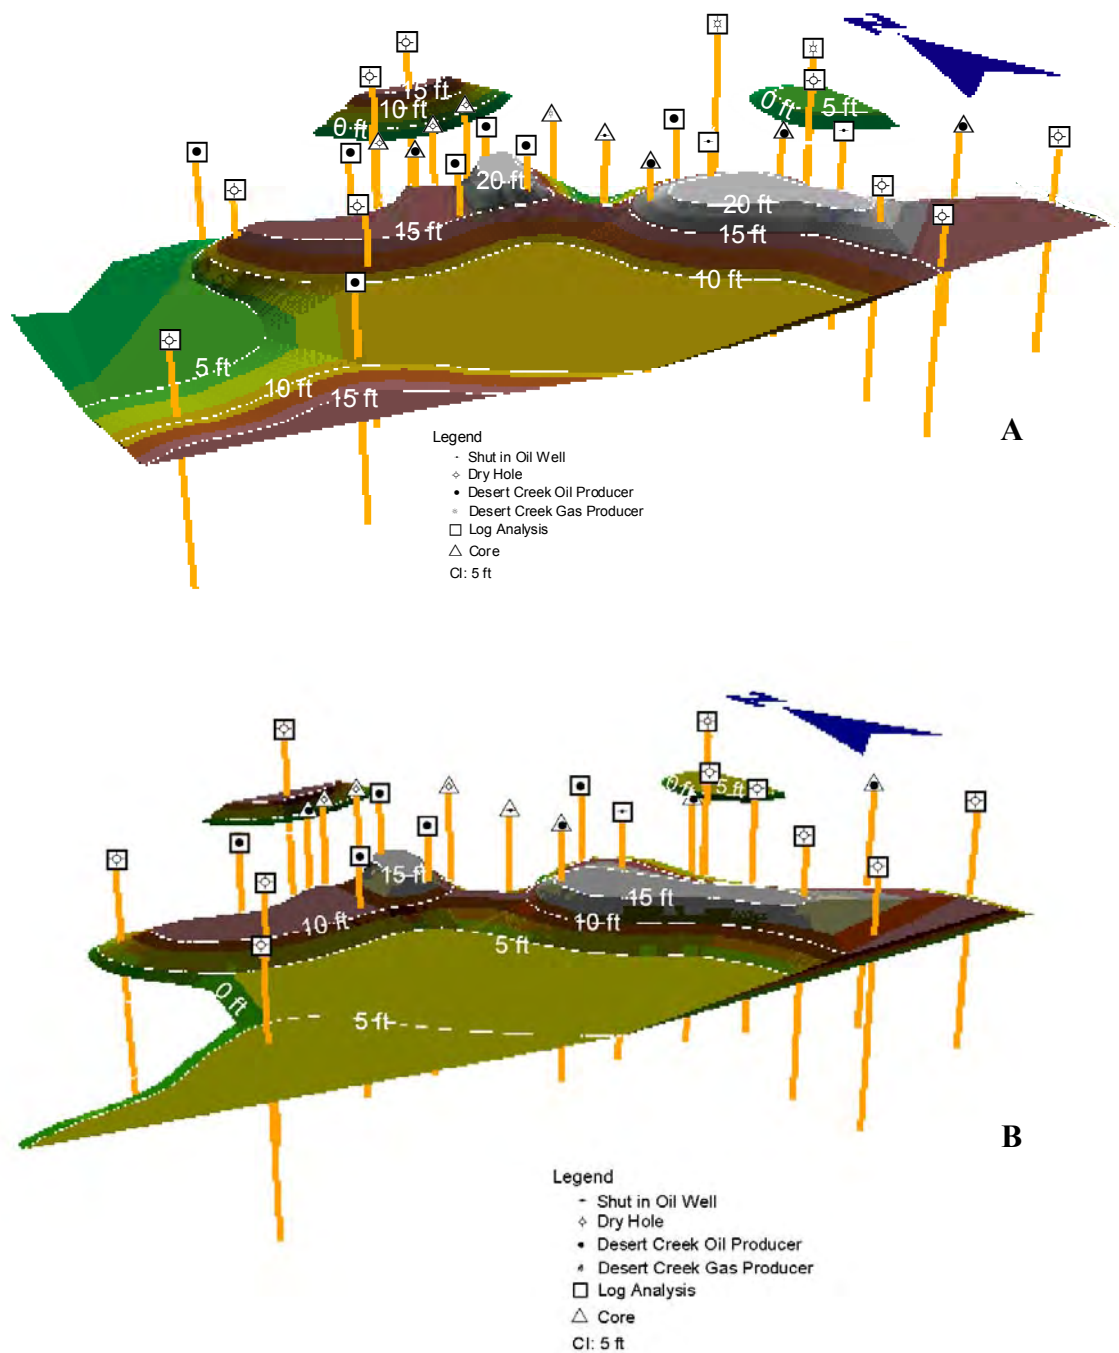 15 ft
10 ft
0 ft
0 ft
5 ft
20 ft
20 ft
15 ft
15 ft
10 ft
5 ft
10 ft
15 ft
A
Legend
Shut in Oil Well
Dry Hole
Desert Creek Oil Producer
Desert Creek Gas Producer
Log Analysis
Core
CI: 5 ft
0 ft
5 ft
15 ft
15 ft
10 ft
10 ft
5 ft
0 ft
5 ft
B
Legend
Shut in Oil Well
Dry Hole
Desert Creek Oil Producer
Desert Creek Gas Producer
Log Analysis
Core
CI: 5 ft